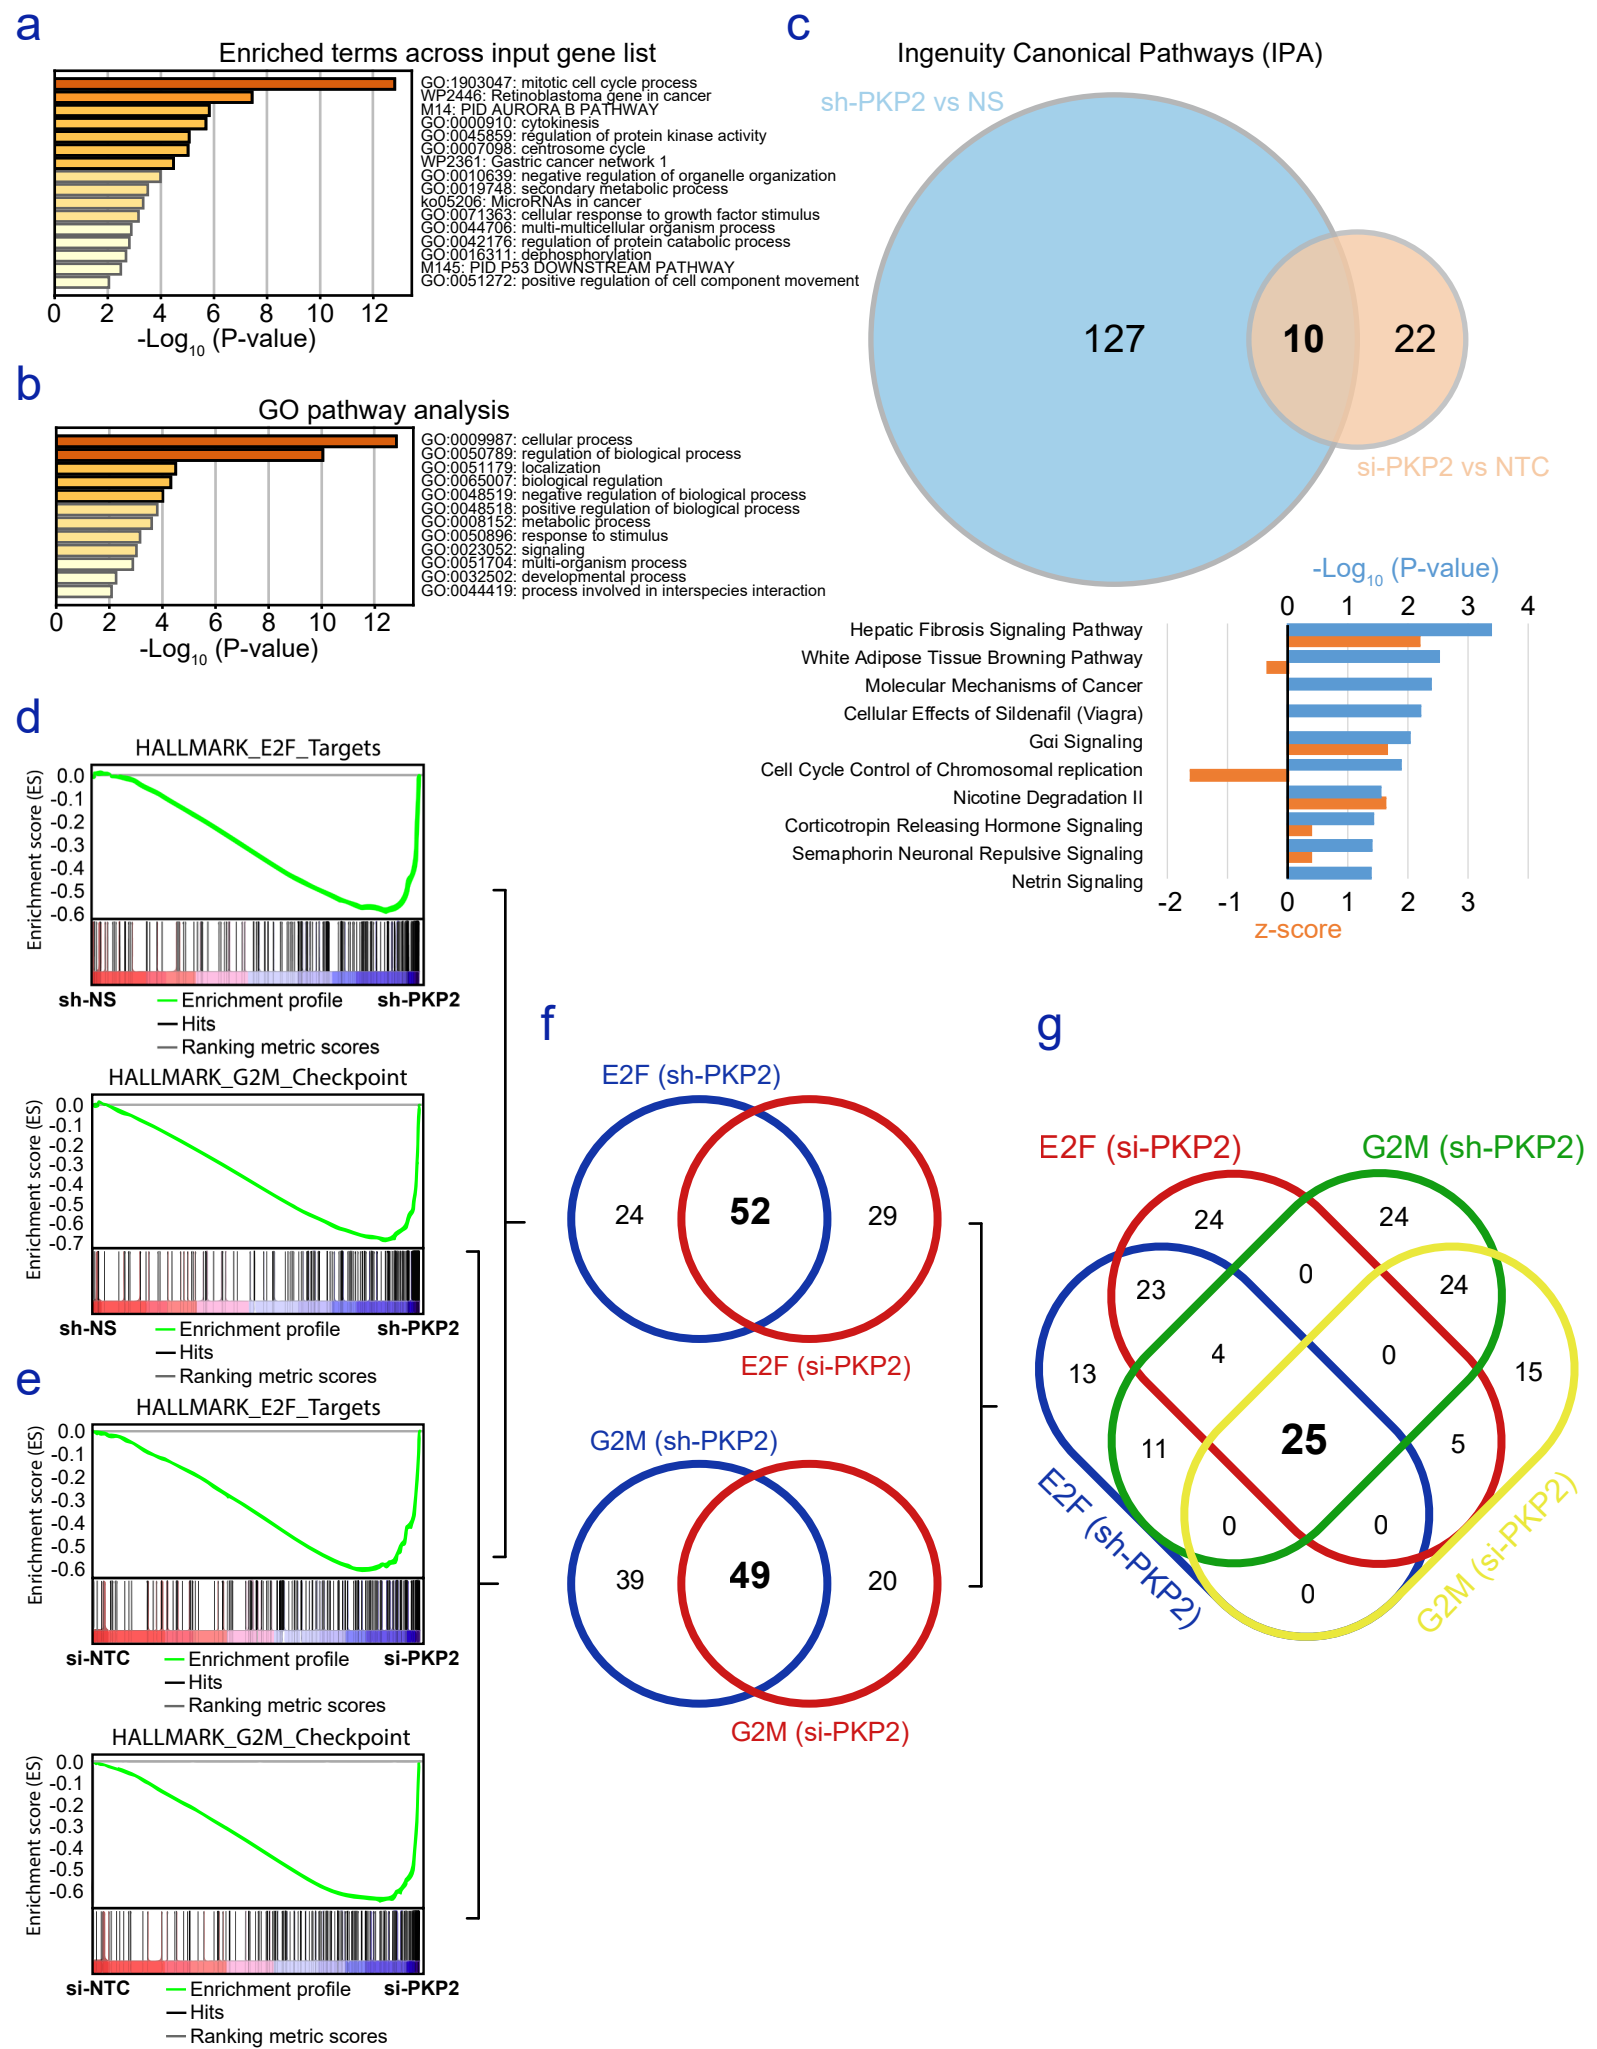 a
Enriched terms across input gene list
GO:1903047: mitotic cell cycle process
WP2446: Retinoblastoma gene in cancer
M14: PID AURORA B PATHWAY
GO:0000910: cytokinesis
GO:0045859: regulation of protein kinase activity
GO:0007098: centrosome cycle
WP2361: Gastric cancer network 1
GO:0010639: negative regulation of organelle organization
GO:0019748: secondary metabolic process
ko05206: MicroRNAs in cancer
GO:0071363: cellular response to growth factor stimulus
GO:0044706: multi-multicellular organism process
GO:0042176: regulation of protein catabolic process
GO:0016311: dephosphorylation
M145: PID P53 DOWNSTREAM PATHWAY
GO:0051272: positive regulation of cell component movement
0 2 4 6 8 10 12
-Log10 (P-value)
b
GO pathway analysis
GO:0009987: cellular process
GO:0050789: regulation of biological process
GO:0051179: localization
GO:0065007: biological regulation
GO:0048519: negative regulation of biological process
GO:0048518: positive regulation of biological process
GO:0008152: metabolic process
GO:0050896: response to stimulus
GO:0023052: signaling
GO:0051704: multi-organism process
GO:0032502: developmental process
GO:0044419: process involved in interspecies interaction
0 2 4 6 8 10 12
-Log10 (P-value)
c
Ingenuity Canonical Pathways (IPA)
sh-PKP2 vs NS
127 10 22
si-PKP2 vs NTC
-Log10 (P-value)
0 1 2 3 4
Hepatic Fibrosis Signaling Pathway
White Adipose Tissue Browning Pathway
Molecular Mechanisms of Cancer
Cellular Effects of Sildenafil (Viagra)
Gαi Signaling
Cell Cycle Control of Chromosomal replication
Nicotine Degradation II
Corticotropin Releasing Hormone Signaling
Semaphorin Neuronal Repulsive Signaling
Netrin Signaling
-2 -1 0 1 2 3
z-score
d
HALLMARK_E2F_Targets
Enrichment score (ES)
0.0
-0.1
-0.2
-0.3
-0.4
-0.5
-0.6
sh-NS
sh-PKP2
Enrichment profile
Hits
Ranking metric scores
HALLMARK_G2M_Checkpoint
Enrichment score (ES)
0.0
-0.1
-0.2
-0.3
-0.4
-0.5
-0.6
-0.7
sh-NS
sh-PKP2
Enrichment profile
Hits
Ranking metric scores
e
HALLMARK_E2F_Targets
Enrichment score (ES)
0.0
-0.1
-0.2
-0.3
-0.4
-0.5
-0.6
si-NTC
si-PKP2
Enrichment profile
Hits
Ranking metric scores
HALLMARK_G2M_Checkpoint
Enrichment score (ES)
0.0
-0.1
-0.2
-0.3
-0.4
-0.5
-0.6
si-NTC
si-PKP2
Enrichment profile
Hits
Ranking metric scores
f
E2F (sh-PKP2)
24 52 29
E2F (si-PKP2)
G2M (sh-PKP2)
39 49 20
G2M (si-PKP2)
g
E2F (si-PKP2)
G2M (sh-PKP2)
24 24
23 0 24
13 4 0 15
11 25 5
0 0
0
E2F (sh-PKP2)
G2M (si-PKP2)